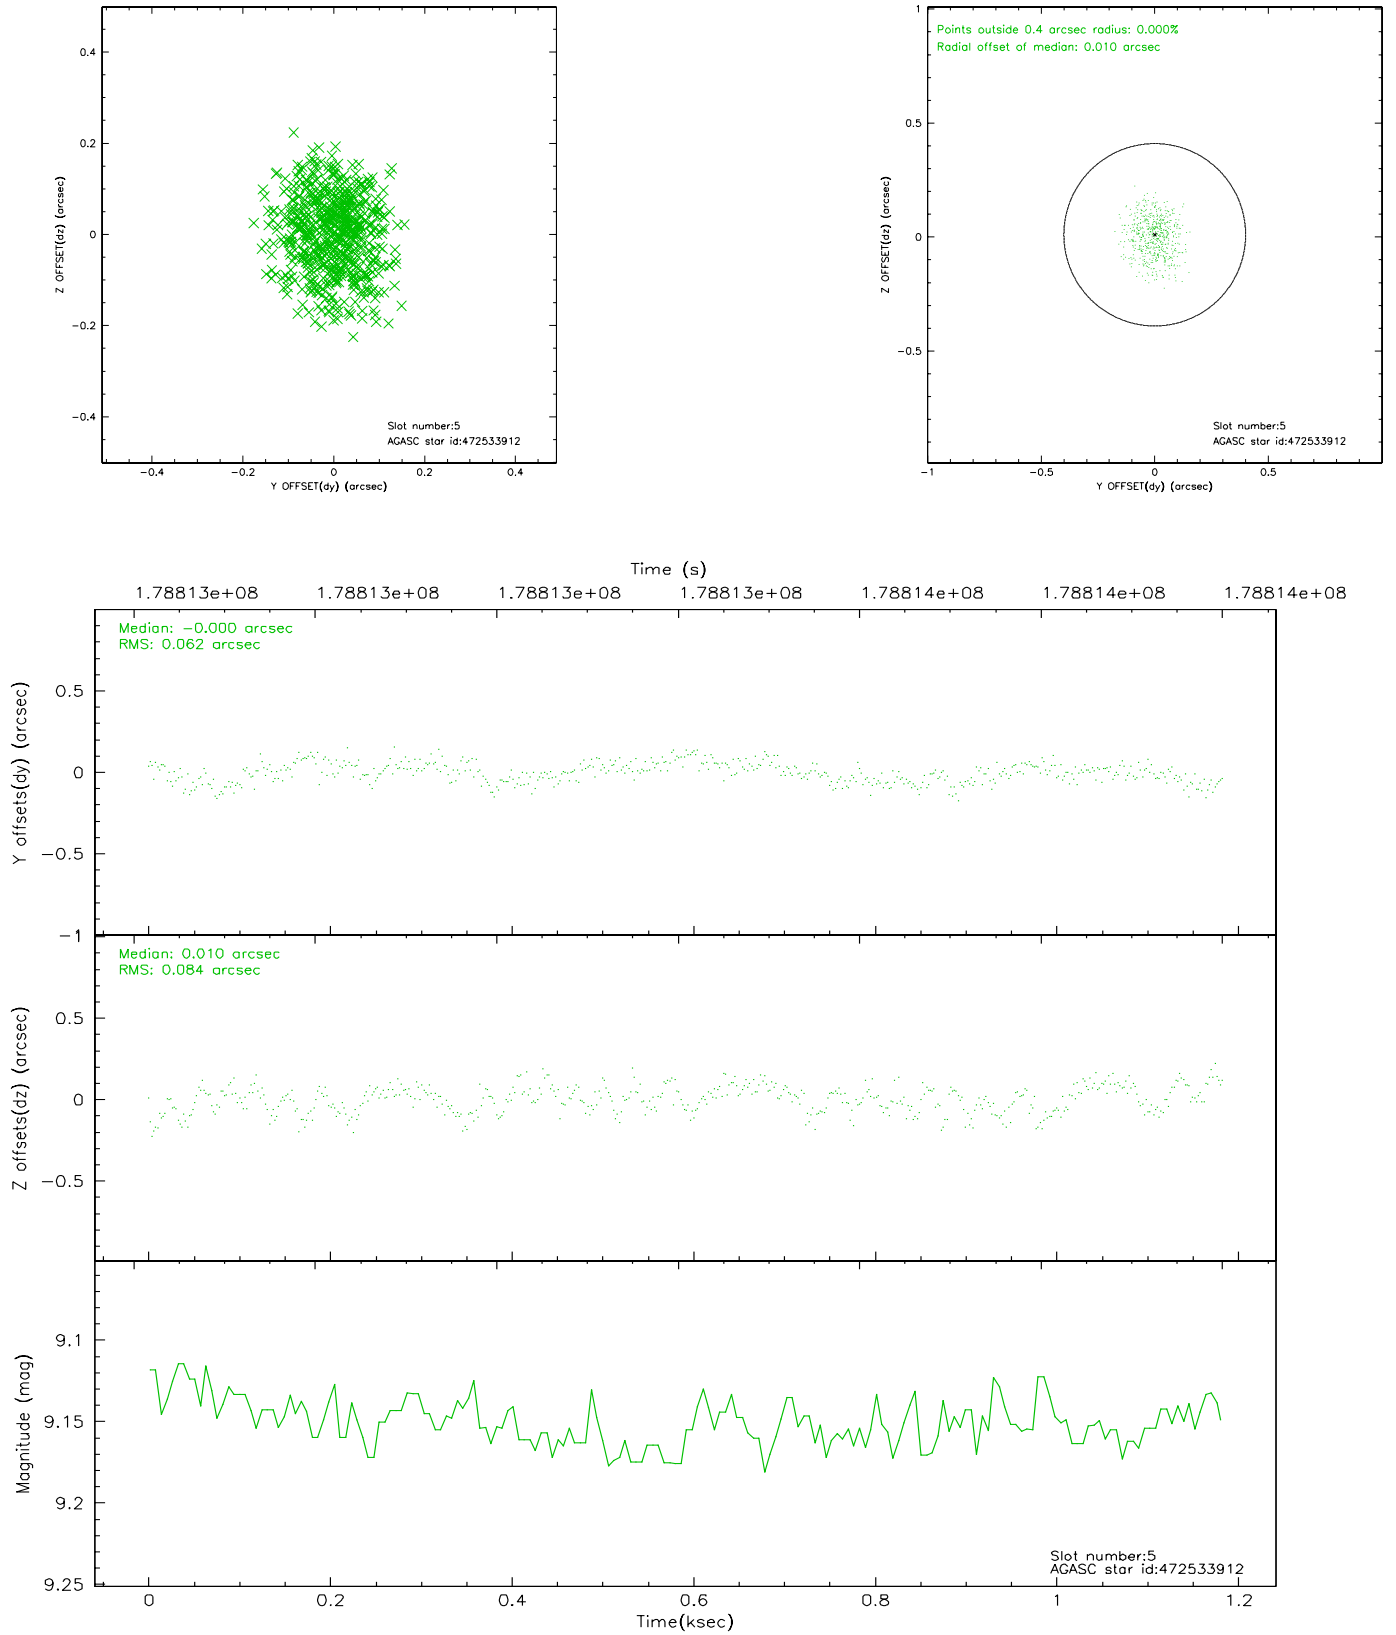 0.4
0.2
0
−0.2
−0.4
Z OFFSET(dz) (arcsec)
−0.4 −0.2 0 0.2 0.4
Y OFFSET(dy) (arcsec)
Slot number:5
AGASC star id:472533912
Points outside 0.4 arcsec radius: 0.000%
Radial offset of median: 0.010 arcsec
1
0.5
0
−0.5
Z OFFSET(dz) (arcsec)
−1 −0.5 0 0.5
Y OFFSET(dy) (arcsec)
Slot number:5
AGASC star id:472533912
Time (s)
1.78813e+08 1.78813e+08 1.78813e+08 1.78813e+08 1.78814e+08 1.78814e+08 1.78814e+08
Median: −0.000 arcsec
RMS: 0.062 arcsec
0.5
0
−0.5
−1
Y offsets(dy) (arcsec)
Median: 0.010 arcsec
RMS: 0.084 arcsec
0.5
0
−0.5
Z offsets(dz) (arcsec)
9.1
9.15
9.2
9.25
Magnitude (mag)
Slot number:5
AGASC star id:472533912
0 0.2 0.4 0.6 0.8 1 1.2
Time(ksec)